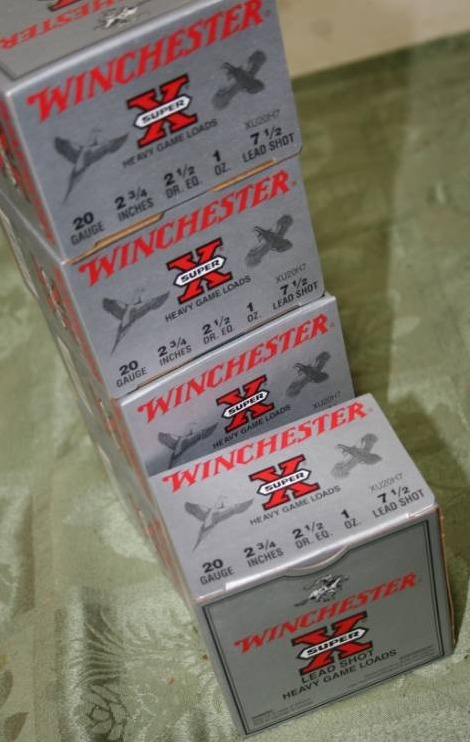 WINCHESTER
WINCHESTER
X
SUPER
XU20H7
HEAVY GAME LOADS
20 GAUGE 2 3/4 INCHES 2 1/2 DR. EQ. 1 OZ. 7 1/2 LEAD SHOT
WINCHESTER
X
SUPER
XU20H7
HEAVY GAME LOADS
20 GAUGE 2 3/4 INCHES 2 1/2 DR. EQ. 1 OZ. 7 1/2 LEAD SHOT
WINCHESTER
X
SUPER
XU20H7
HEAVY GAME LOADS
WINCHESTER
X
SUPER
XU20H7
HEAVY GAME LOADS
20 GAUGE 2 3/4 INCHES 2 1/2 DR. EQ. 1 OZ. 7 1/2 LEAD SHOT
WINCHESTER
X
SUPER
LEAD SHOT
HEAVY GAME LOADS